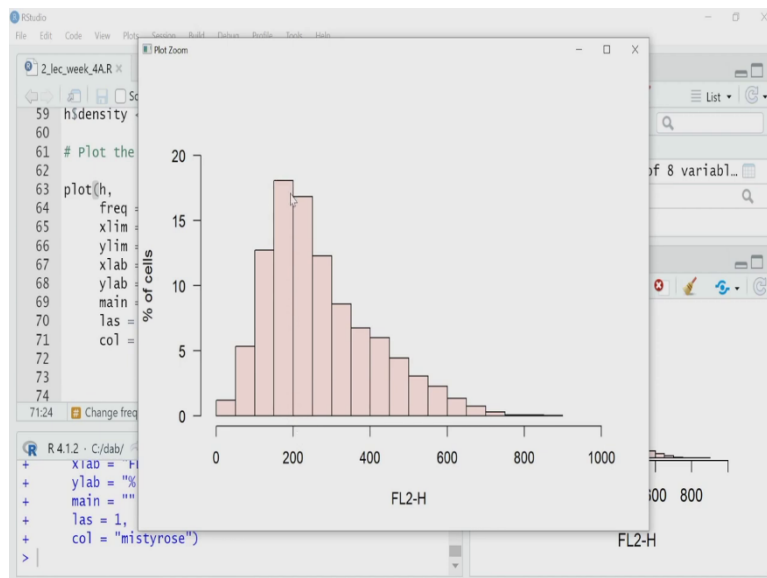 RStudio
File Edit Code View Plots Session Build Debug Profile Tools Help
Plot Zoom
2_lec_week_4A.R
List
59 h$density
60
61 # Plot the
62
63 plot(h,
64 freq =
65 xlim =
66 ylim =
67 xlab =
68 ylab =
69 main =
70 las =
71 col =
72
73
74
71:24 Change freq
of 8 variabl...
20
15
10
5
0
% of cells
0 200 400 600 800 1000
FL2-H
R 4.1.2 · C:/dab/
+ xlab = "Fl
+ ylab = "%
+ main = ""
+ las = 1,
+ col = "mistyrose")
>
600 800
FL2-H